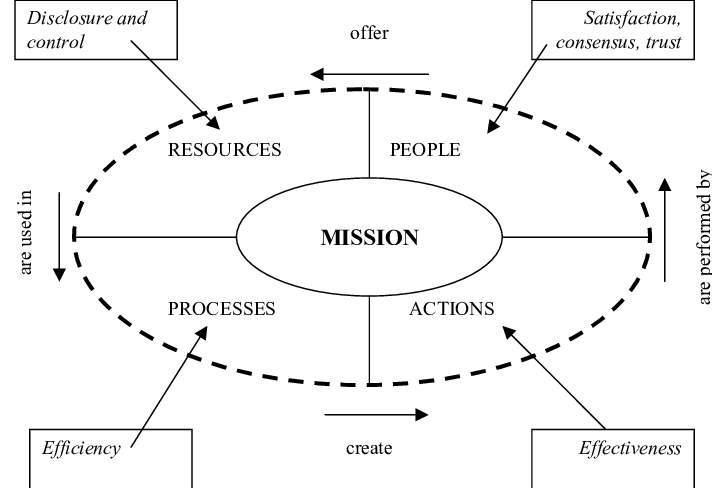 Disclosure and
control
offer
Satisfaction,
consensus, trust
RESOURCES
PEOPLE
are used in
MISSION
are performed by
PROCESSES
ACTIONS
Efficiency
create
Effectiveness